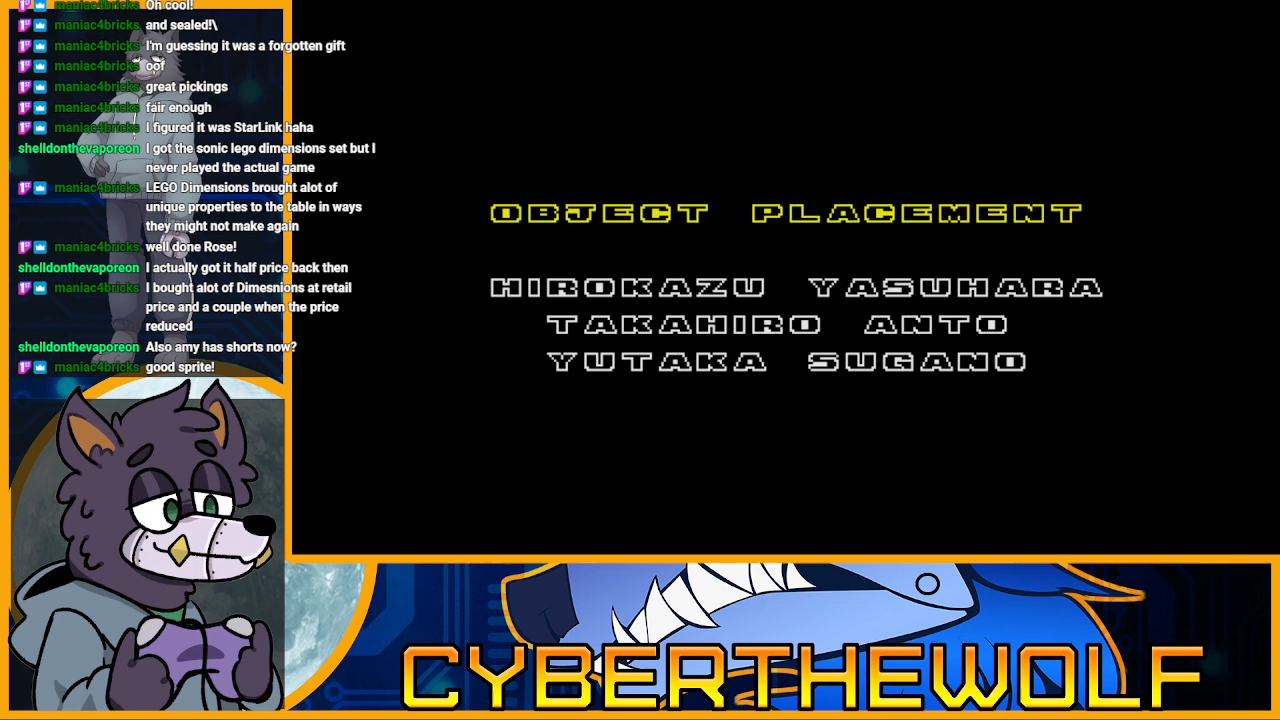 maniac4bricks Oh cool!
maniac4bricks and sealed!\
maniac4bricks I'm guessing it was a forgotten gift
maniac4bricks oof
maniac4bricks great pickings
maniac4bricks fair enough
maniac4bricks I figured it was StarLink haha
shelldonthevaporeon I got the sonic lego dimensions set but I
never played the actual game
maniac4bricks LEGO Dimensions brought alot of
unique properties to the table in ways
they might not make again
maniac4bricks well done Rose!
shelldonthevaporeon I actually got it half price back then
maniac4bricks I bought alot of Dimesnions at retail
price and a couple when the price
reduced
shelldonthevaporeon Also amy has shorts now?
maniac4bricks good sprite!
OBJECT PLACEMENT
HIROKAZU YASUHARA
TAKAHIRO ANTO
YUTAKA SUGANO
CYBERTHEWOLF